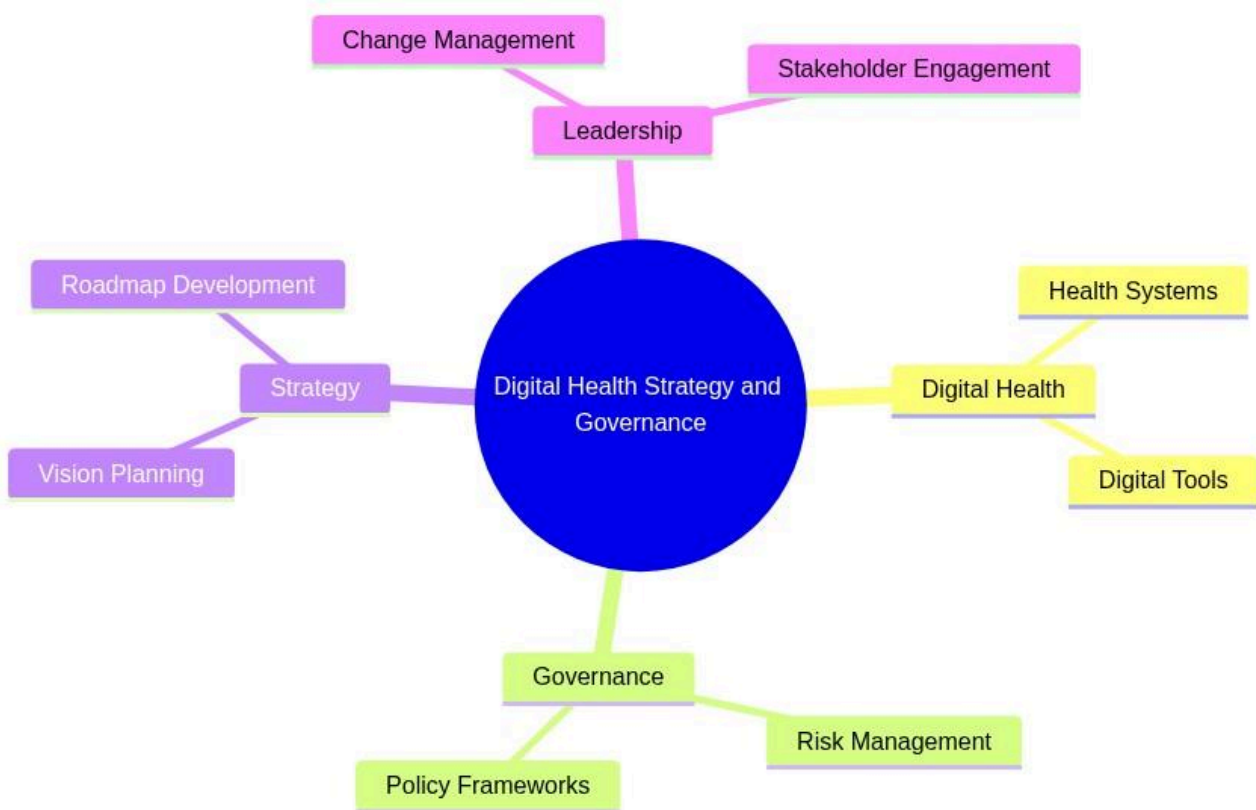 Change Management
Stakeholder Engagement
Leadership
Roadmap Development
Health Systems
Strategy
Digital Health Strategy and
Governance
Digital Health
Vision Planning
Digital Tools
Governance
Risk Management
Policy Frameworks